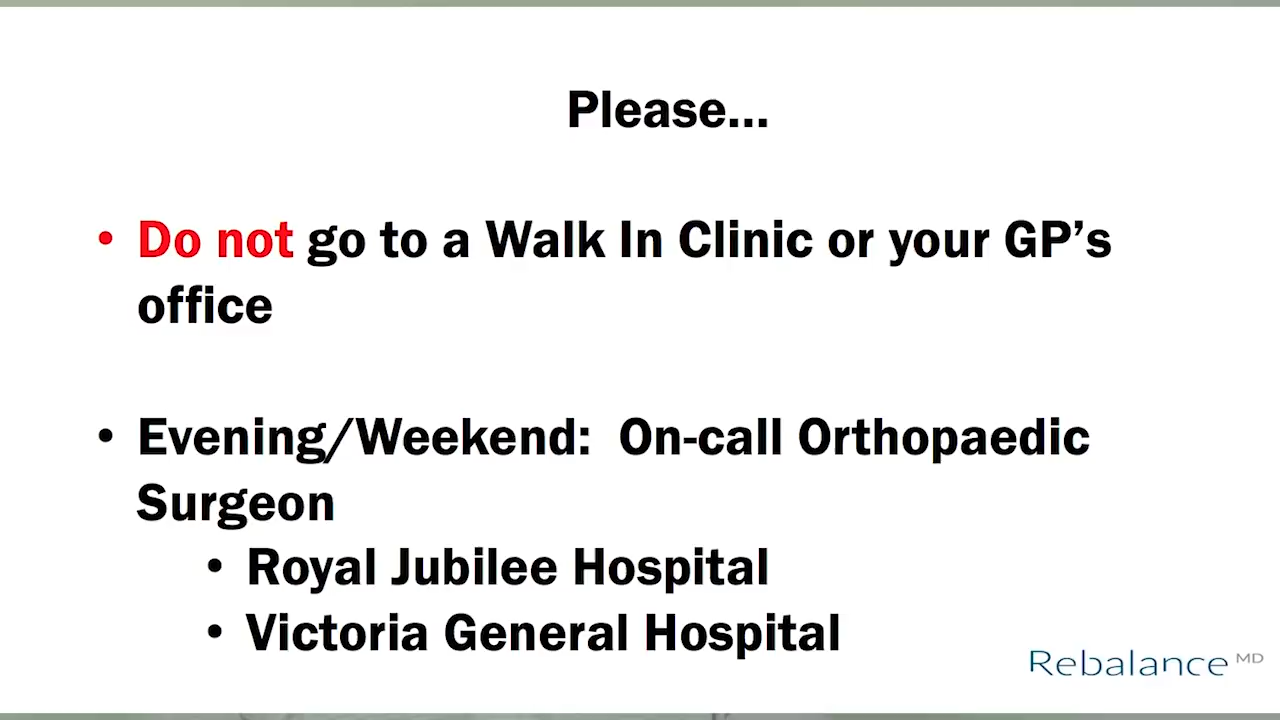 Please...
• Do not go to a Walk In Clinic or your GP’s
office
• Evening/Weekend:  On-call Orthopaedic
Surgeon
• Royal Jubilee Hospital
• Victoria General Hospital
Rebalance MD